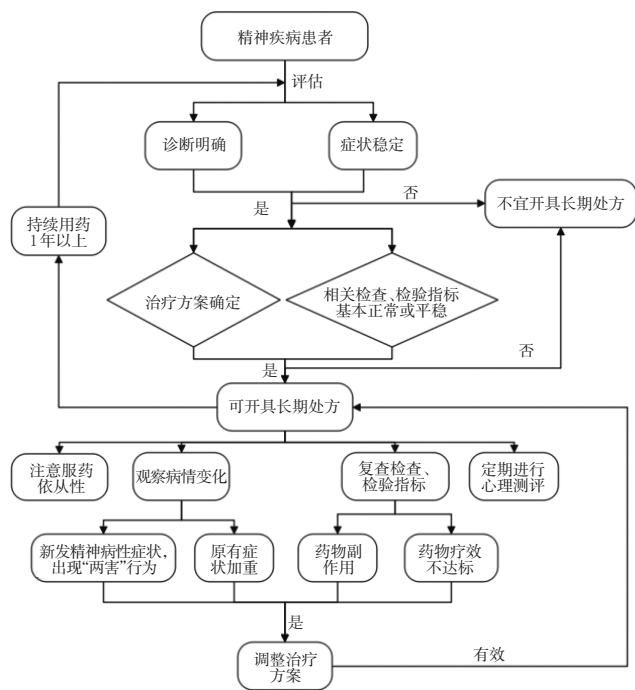 精神疾病患者
评估
诊断明确
症状稳定
否
是
不宜开具长期处方
持续用药
1年以上
治疗方案确定
相关检查、检验指标
基本正常或平稳
否
是
可开具长期处方
注意服药
依从性
观察病情变化
复查检查、
检验指标
定期进行
心理测评
新发精神病性症状，
出现“两害”行为
原有症
状加重
药物副
作用
药物疗效
不达标
是
调整治疗
方案
有效